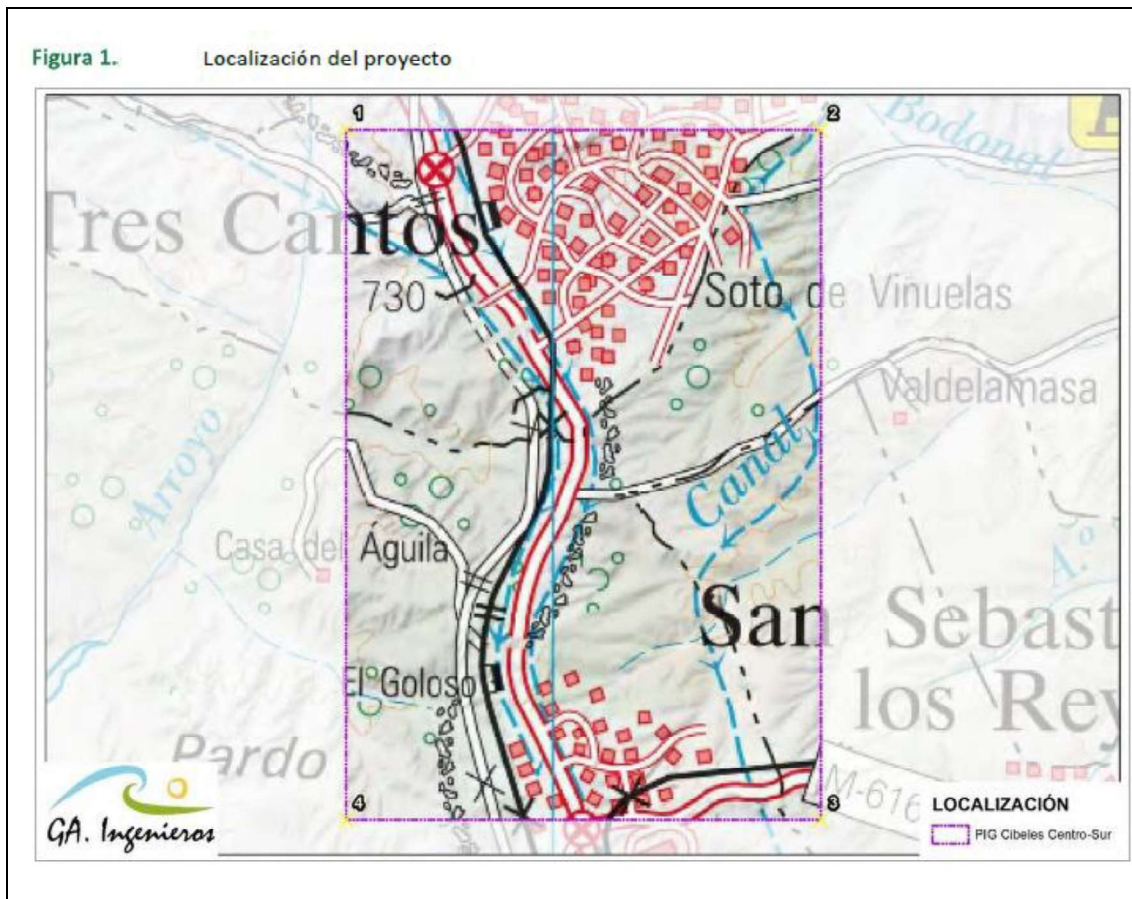 Figura 1. Localización del proyecto
1
2
Bodonal
Tres Cantos
730
Soto de Viñuelas
Valdelamasa
Arroyo
Canal
Casa del Águila
A.º
San Sebast
los Rey
El Goloso
Pardo
M-616
4
3
GA. Ingenieros
LOCALIZACIÓN
PIG Cibeles Centro-Sur